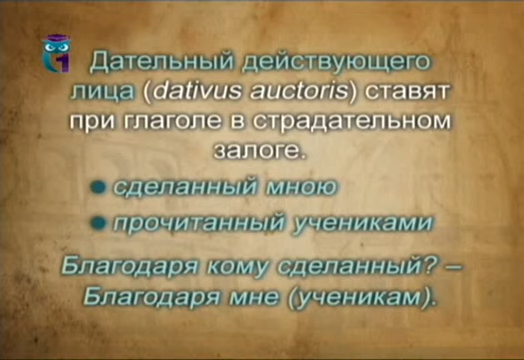 Дательный действующего
лица (dativus auctoris) ставят
при глаголе в страдательном
залоге.
сделанный мною
прочитанный учениками
Благодаря кому сделанный? –
Благодаря мне (ученикам).
1